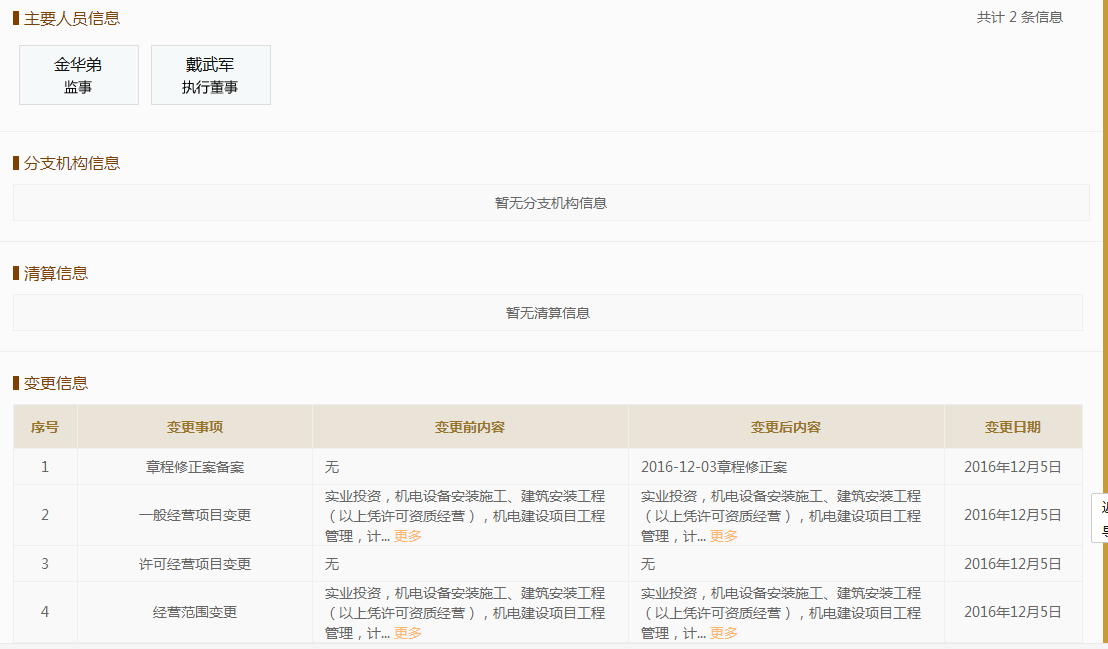 主要人员信息
共计 2 条信息
金华弟
监事
戴武军
执行董事
分支机构信息
暂无分支机构信息
清算信息
暂无清算信息
变更信息
序号 变更事项 变更前内容 变更后内容 变更日期
1 章程修正案备案 无 2016-12-03章程修正案 2016年12月5日
2 一般经营项目变更
实业投资，机电设备安装施工、建筑安装工程
（以上凭许可资质经营），机电建设项目工程
管理，计... 更多
实业投资，机电设备安装施工、建筑安装工程
（以上凭许可资质经营），机电建设项目工程
管理，计... 更多
2016年12月5日
3 许可经营项目变更 无 无 2016年12月5日
4 经营范围变更
实业投资，机电设备安装施工、建筑安装工程
（以上凭许可资质经营），机电建设项目工程
管理，计... 更多
实业投资，机电设备安装施工、建筑安装工程
（以上凭许可资质经营），机电建设项目工程
管理，计... 更多
2016年12月5日